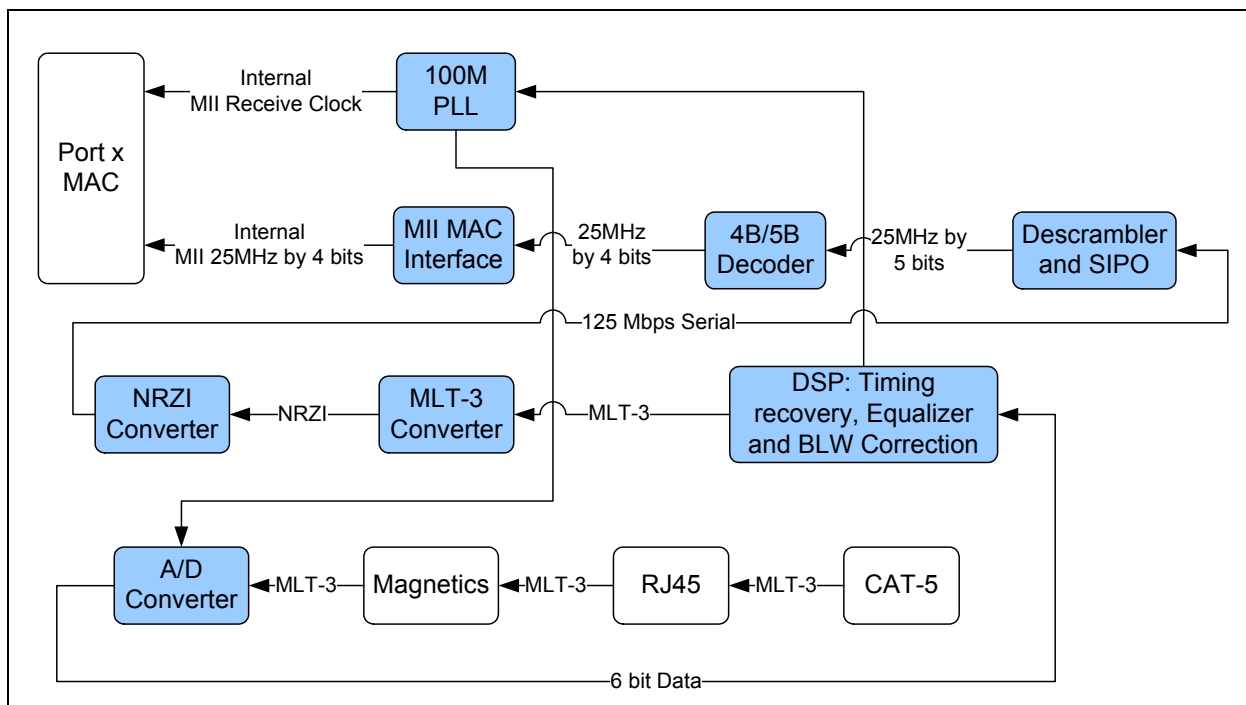 Port x
MAC
Internal
MII Receive Clock
100M
PLL
Internal
MII 25MHz by 4 bits
MII MAC
Interface
25MHz
by 4 bits
4B/5B
Decoder
25MHz by
5 bits
Descrambler
and SIPO
125 Mbps Serial
NRZI
Converter
NRZI
MLT-3
Converter
MLT-3
DSP: Timing
recovery, Equalizer
and BLW Correction
A/D
Converter
MLT-3
Magnetics
MLT-3
RJ45
MLT-3
CAT-5
6 bit Data